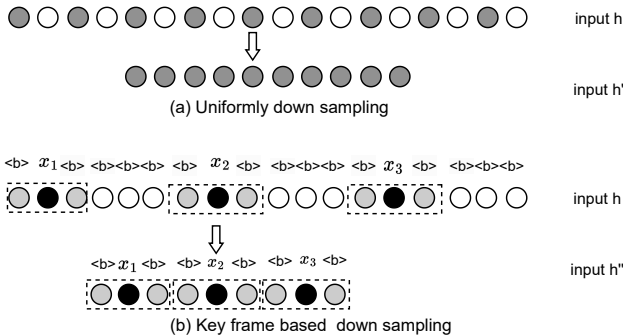 input h
input h'
(a) Uniformly down sampling
<b> x₁ <b> <b><b><b> <b> x₂ <b> <b><b><b> <b> x₃ <b> <b><b><b>
input h
<b> x₁ <b> <b> x₂ <b> <b> x₃ <b>
input h"
(b) Key frame based down sampling